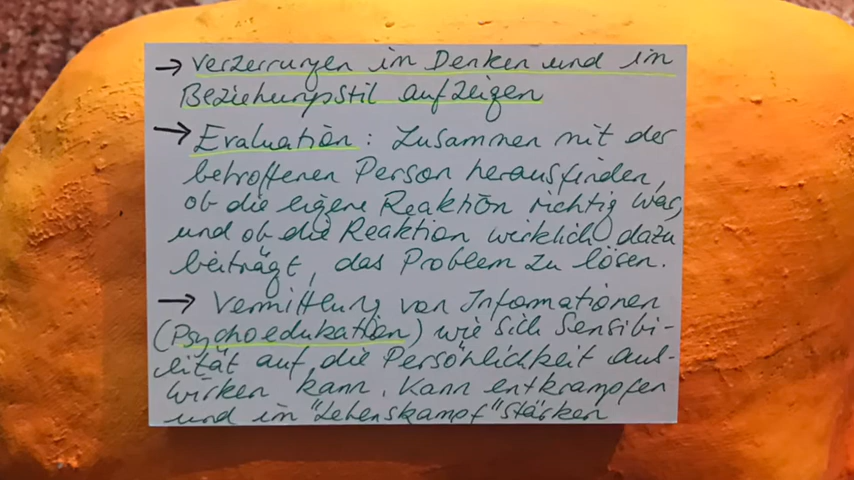 → Verzerrungen im Denken und im
Beziehungsstil aufzeigen
→ Evaluation: Zusammen mit der
betroffenen Person herausfinden,
ob die eigene Reaktion richtig war,
und ob die Reaktion wirklich dazu
beiträgt, das Problem zu lösen.
→ Vermittlung von Informationen
(Psychoedukation) wie sich Sensibi-
lität auf die Persönlichkeit aus-
wirken kann. Kann entkrampfen
und im "Lebenskampf" stärken